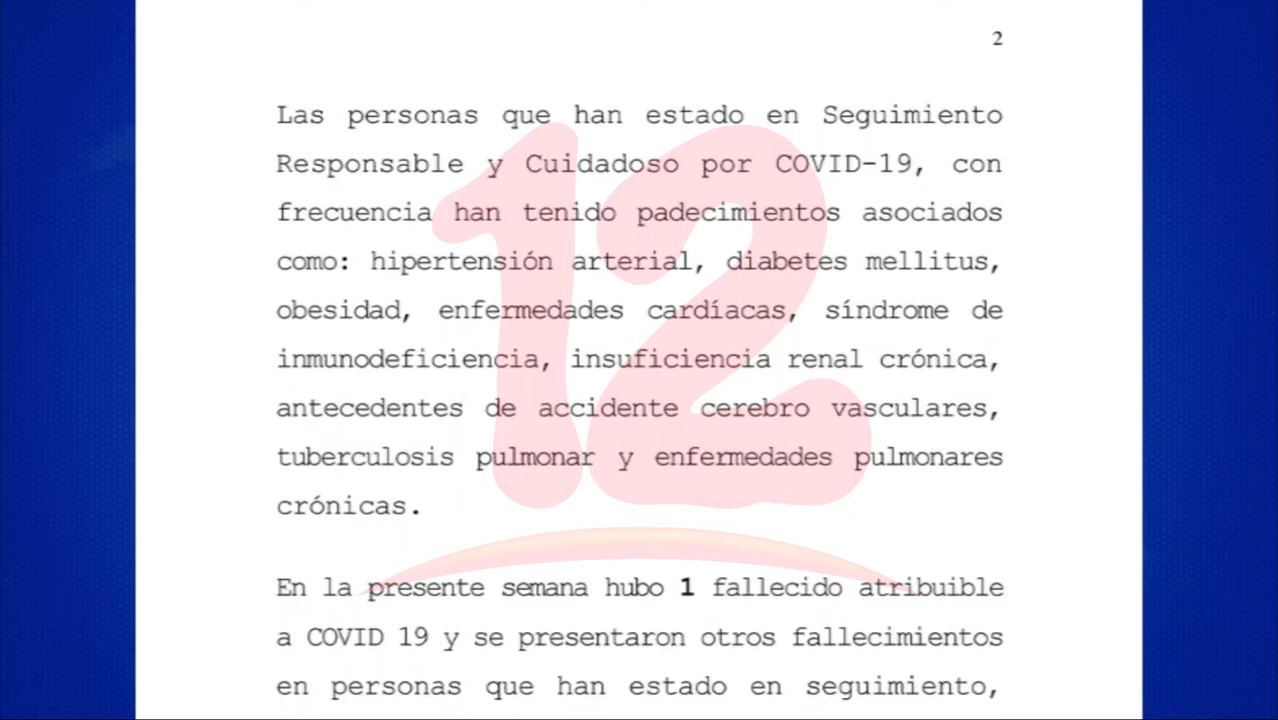 2
Las personas que han estado en Seguimiento
Responsable y Cuidadoso por COVID-19, con
frecuencia han tenido padecimientos asociados
como: hipertensión arterial, diabetes mellitus,
obesidad, enfermedades cardíacas, síndrome de
inmunodeficiencia, insuficiencia renal crónica,
antecedentes de accidente cerebro vasculares,
tuberculosis pulmonar y enfermedades pulmonares
crónicas.
En la presente semana hubo 1 fallecido atribuible
a COVID 19 y se presentaron otros fallecimientos
en personas que han estado en seguimiento,
12